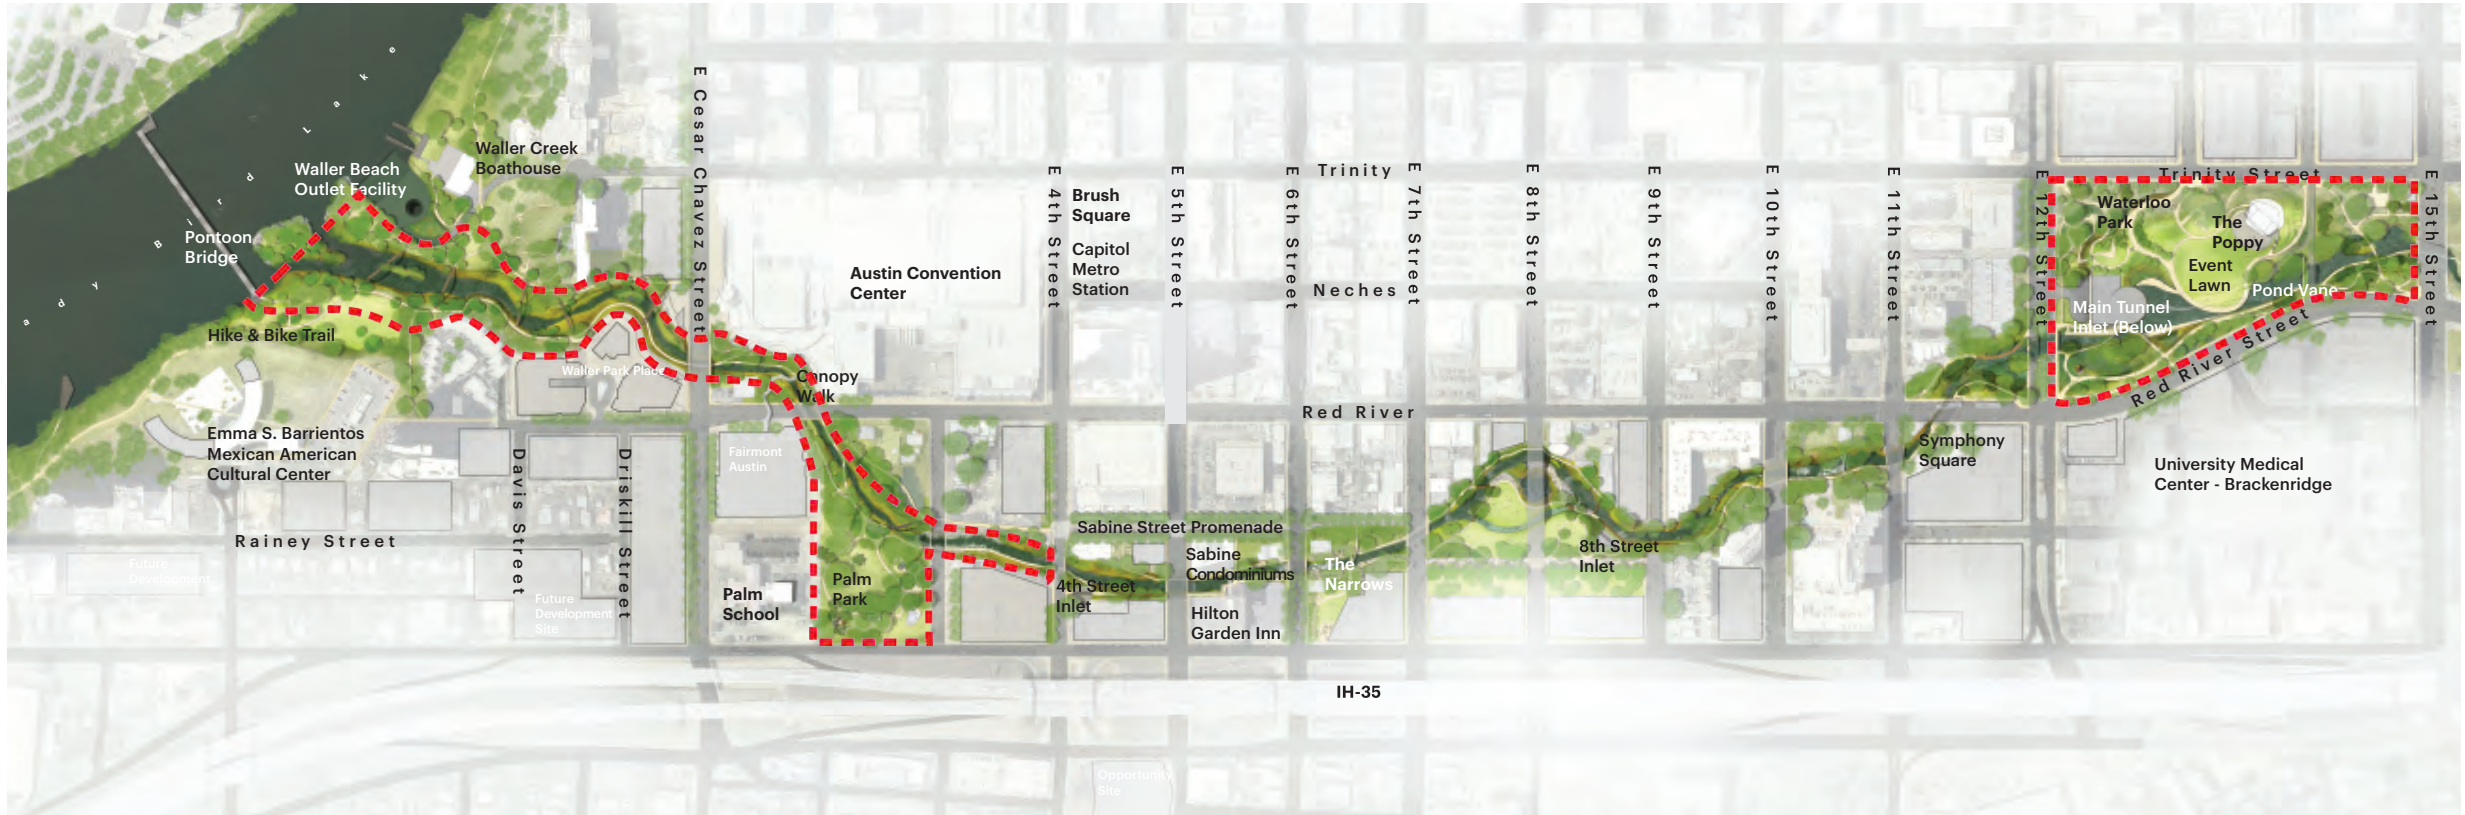 Lady Bird Lake
Waller Beach
Outlet Facility
Waller Creek
Boathouse
Pontoon
Bridge
Hike & Bike Trail
Emma S. Barrientos
Mexican American
Cultural Center
Rainey Street
Future
Development
Davis Street
Driskill Street
Future
Development
Site
Waller Park Place
E Cesar Chavez Street
Fairmont
Austin
Palm
School
Palm
Park
Canopy
Walk
Austin Convention
Center
E 4th Street
Brush
Square
Capitol
Metro
Station
E 5th Street
E 6th Street
Trinity
Neches
Red River
E 7th Street
E 8th Street
E 9th Street
E 10th Street
E 11th Street
E 12th Street
Sabine Street Promenade
Sabine
Condominiums
4th Street
Inlet
Hilton
Garden Inn
The
Narrows
8th Street
Inlet
Symphony
Square
Trinity Street
Waterloo
Park
The
Poppy
Event
Lawn
Pond Vane
Main Tunnel
Inlet (Below)
Red River Street
E 15th Street
University Medical
Center - Brackenridge
IH-35
Opportunity
Site